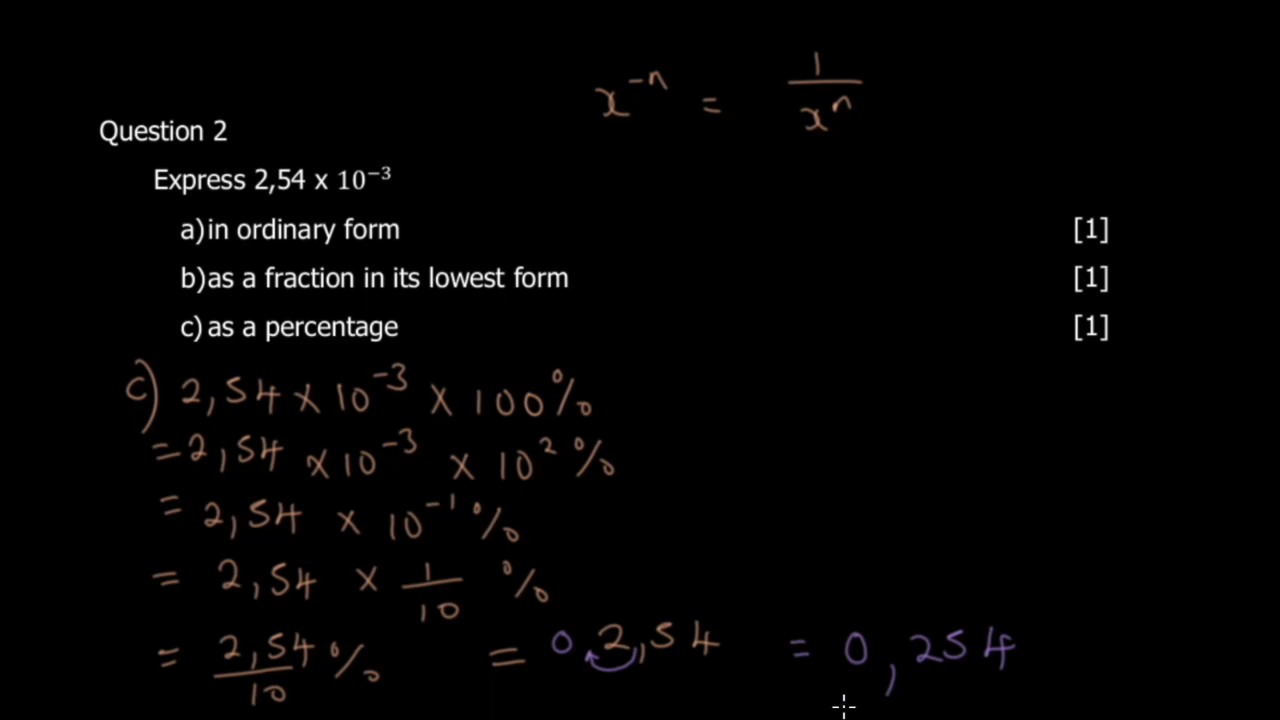 x⁻ⁿ = 1/xⁿ
Question 2
Express 2,54 x 10⁻³
a) in ordinary form [1]
b) as a fraction in its lowest form [1]
c) as a percentage [1]
c) 2,54 × 10⁻³ × 100%
= 2,54 × 10⁻³ × 10² %
= 2,54 × 10⁻¹ %
= 2,54 × 1/10 %
= 2,54/10 % = 0 2,54 = 0,254